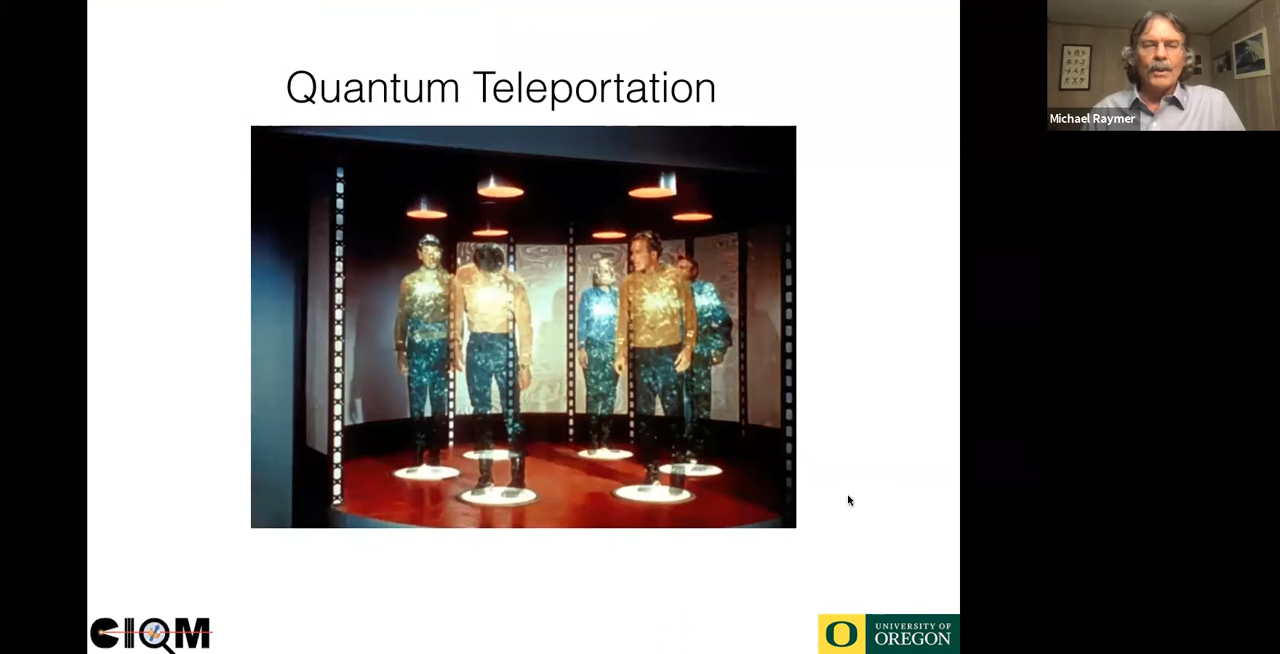 Quantum Teleportation
Michael Raymer
CIQM
UNIVERSITY OF
OREGON